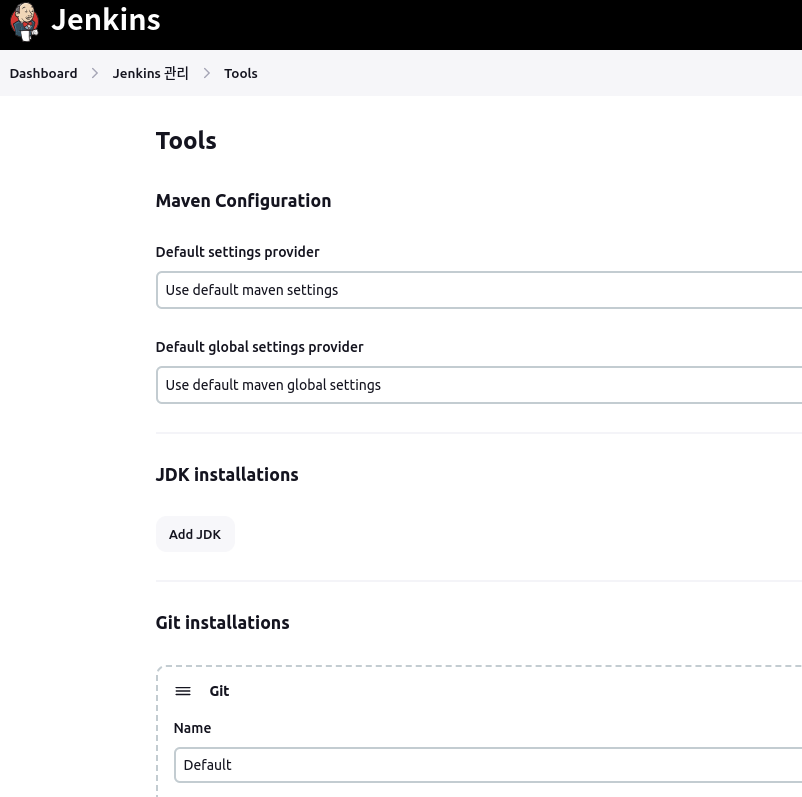 Jenkins
Dashboard > Jenkins 관리 > Tools
Tools
Maven Configuration
Default settings provider
Use default maven settings
Default global settings provider
Use default maven global settings
JDK installations
Add JDK
Git installations
Git
Name
Default